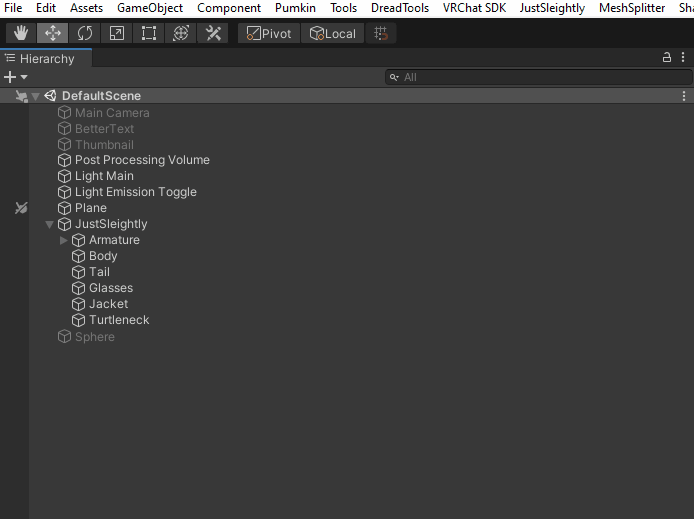 File Edit Assets GameObject Component Pumkin Tools DreadTools VRChat SDK JustSleightly MeshSplitter Sha
Pivot Local
Hierarchy
All
DefaultScene
Main Camera
BetterText
Thumbnail
Post Processing Volume
Light Main
Light Emission Toggle
Plane
JustSleightly
Armature
Body
Tail
Glasses
Jacket
Turtleneck
Sphere